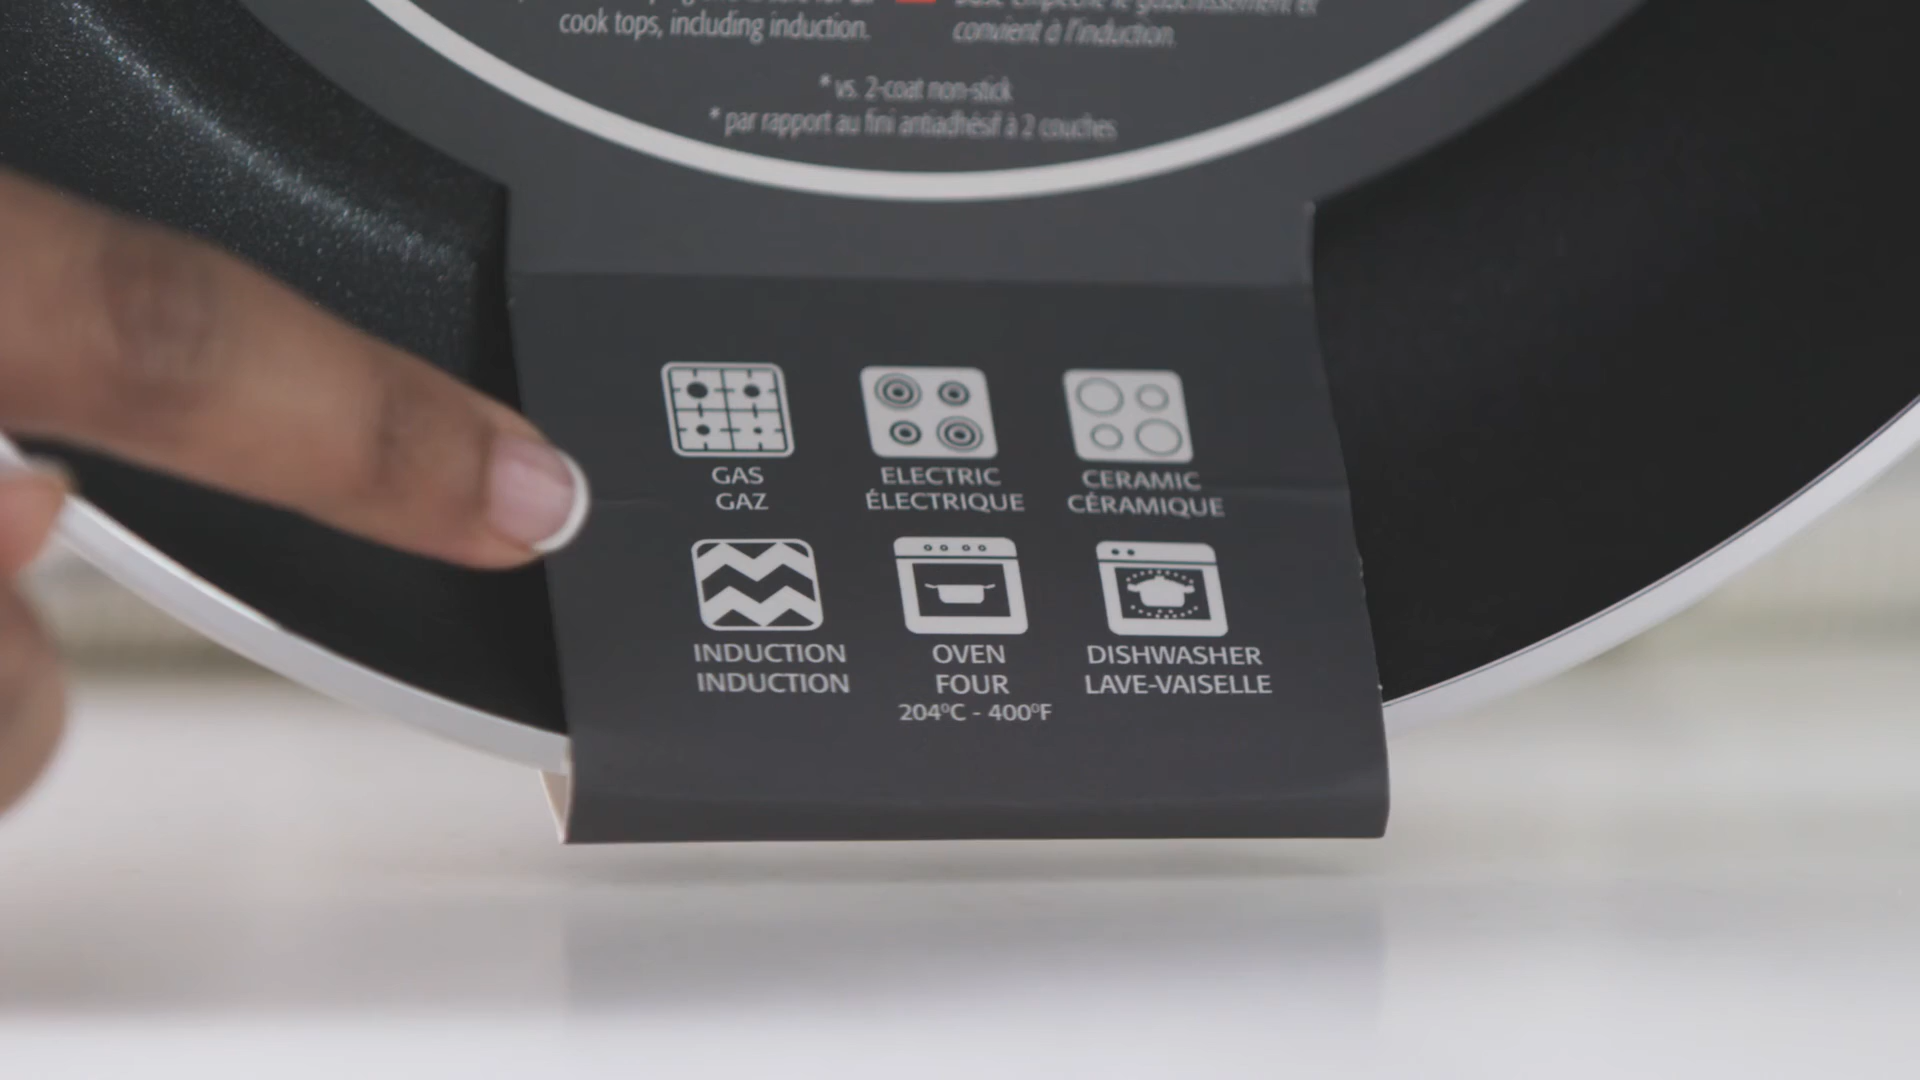 cook tops, including induction.
convient à l'induction.
* vs. 2-coat non-stick
* par rapport au fini antiadhésif à 2 couches
GAS
GAZ
ELECTRIC
ÉLECTRIQUE
CERAMIC
CÉRAMIQUE
INDUCTION
INDUCTION
OVEN
FOUR
204°C - 400°F
DISHWASHER
LAVE-VAISELLE